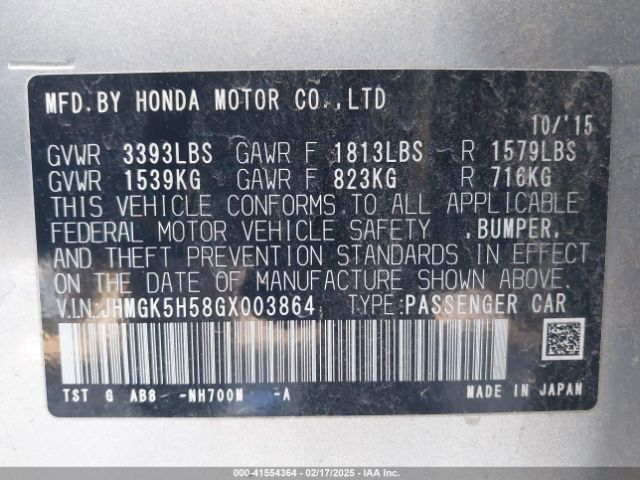 MFD.BY HONDA MOTOR CO.,LTD
10/'15
GVWR 3393LBS GAWR F 1813LBS R 1579LBS
GVWR 1539KG GAWR F 823KG R 716KG
THIS VEHICLE CONFORMS TO ALL APPLICABLE
FEDERAL MOTOR VEHICLE SAFETY ,BUMPER,
AND THEFT PREVENTION STANDARDS IN EFFECT
ON THE DATE OF MANUFACTURE SHOWN ABOVE.
V.IN:JHMGK5H58GX003864 TYPE:PASSENGER CAR
TST G AB8 -NH700M -A
MADE IN JAPAN
000-41554364 - 02/17/2025 - IAA Inc.